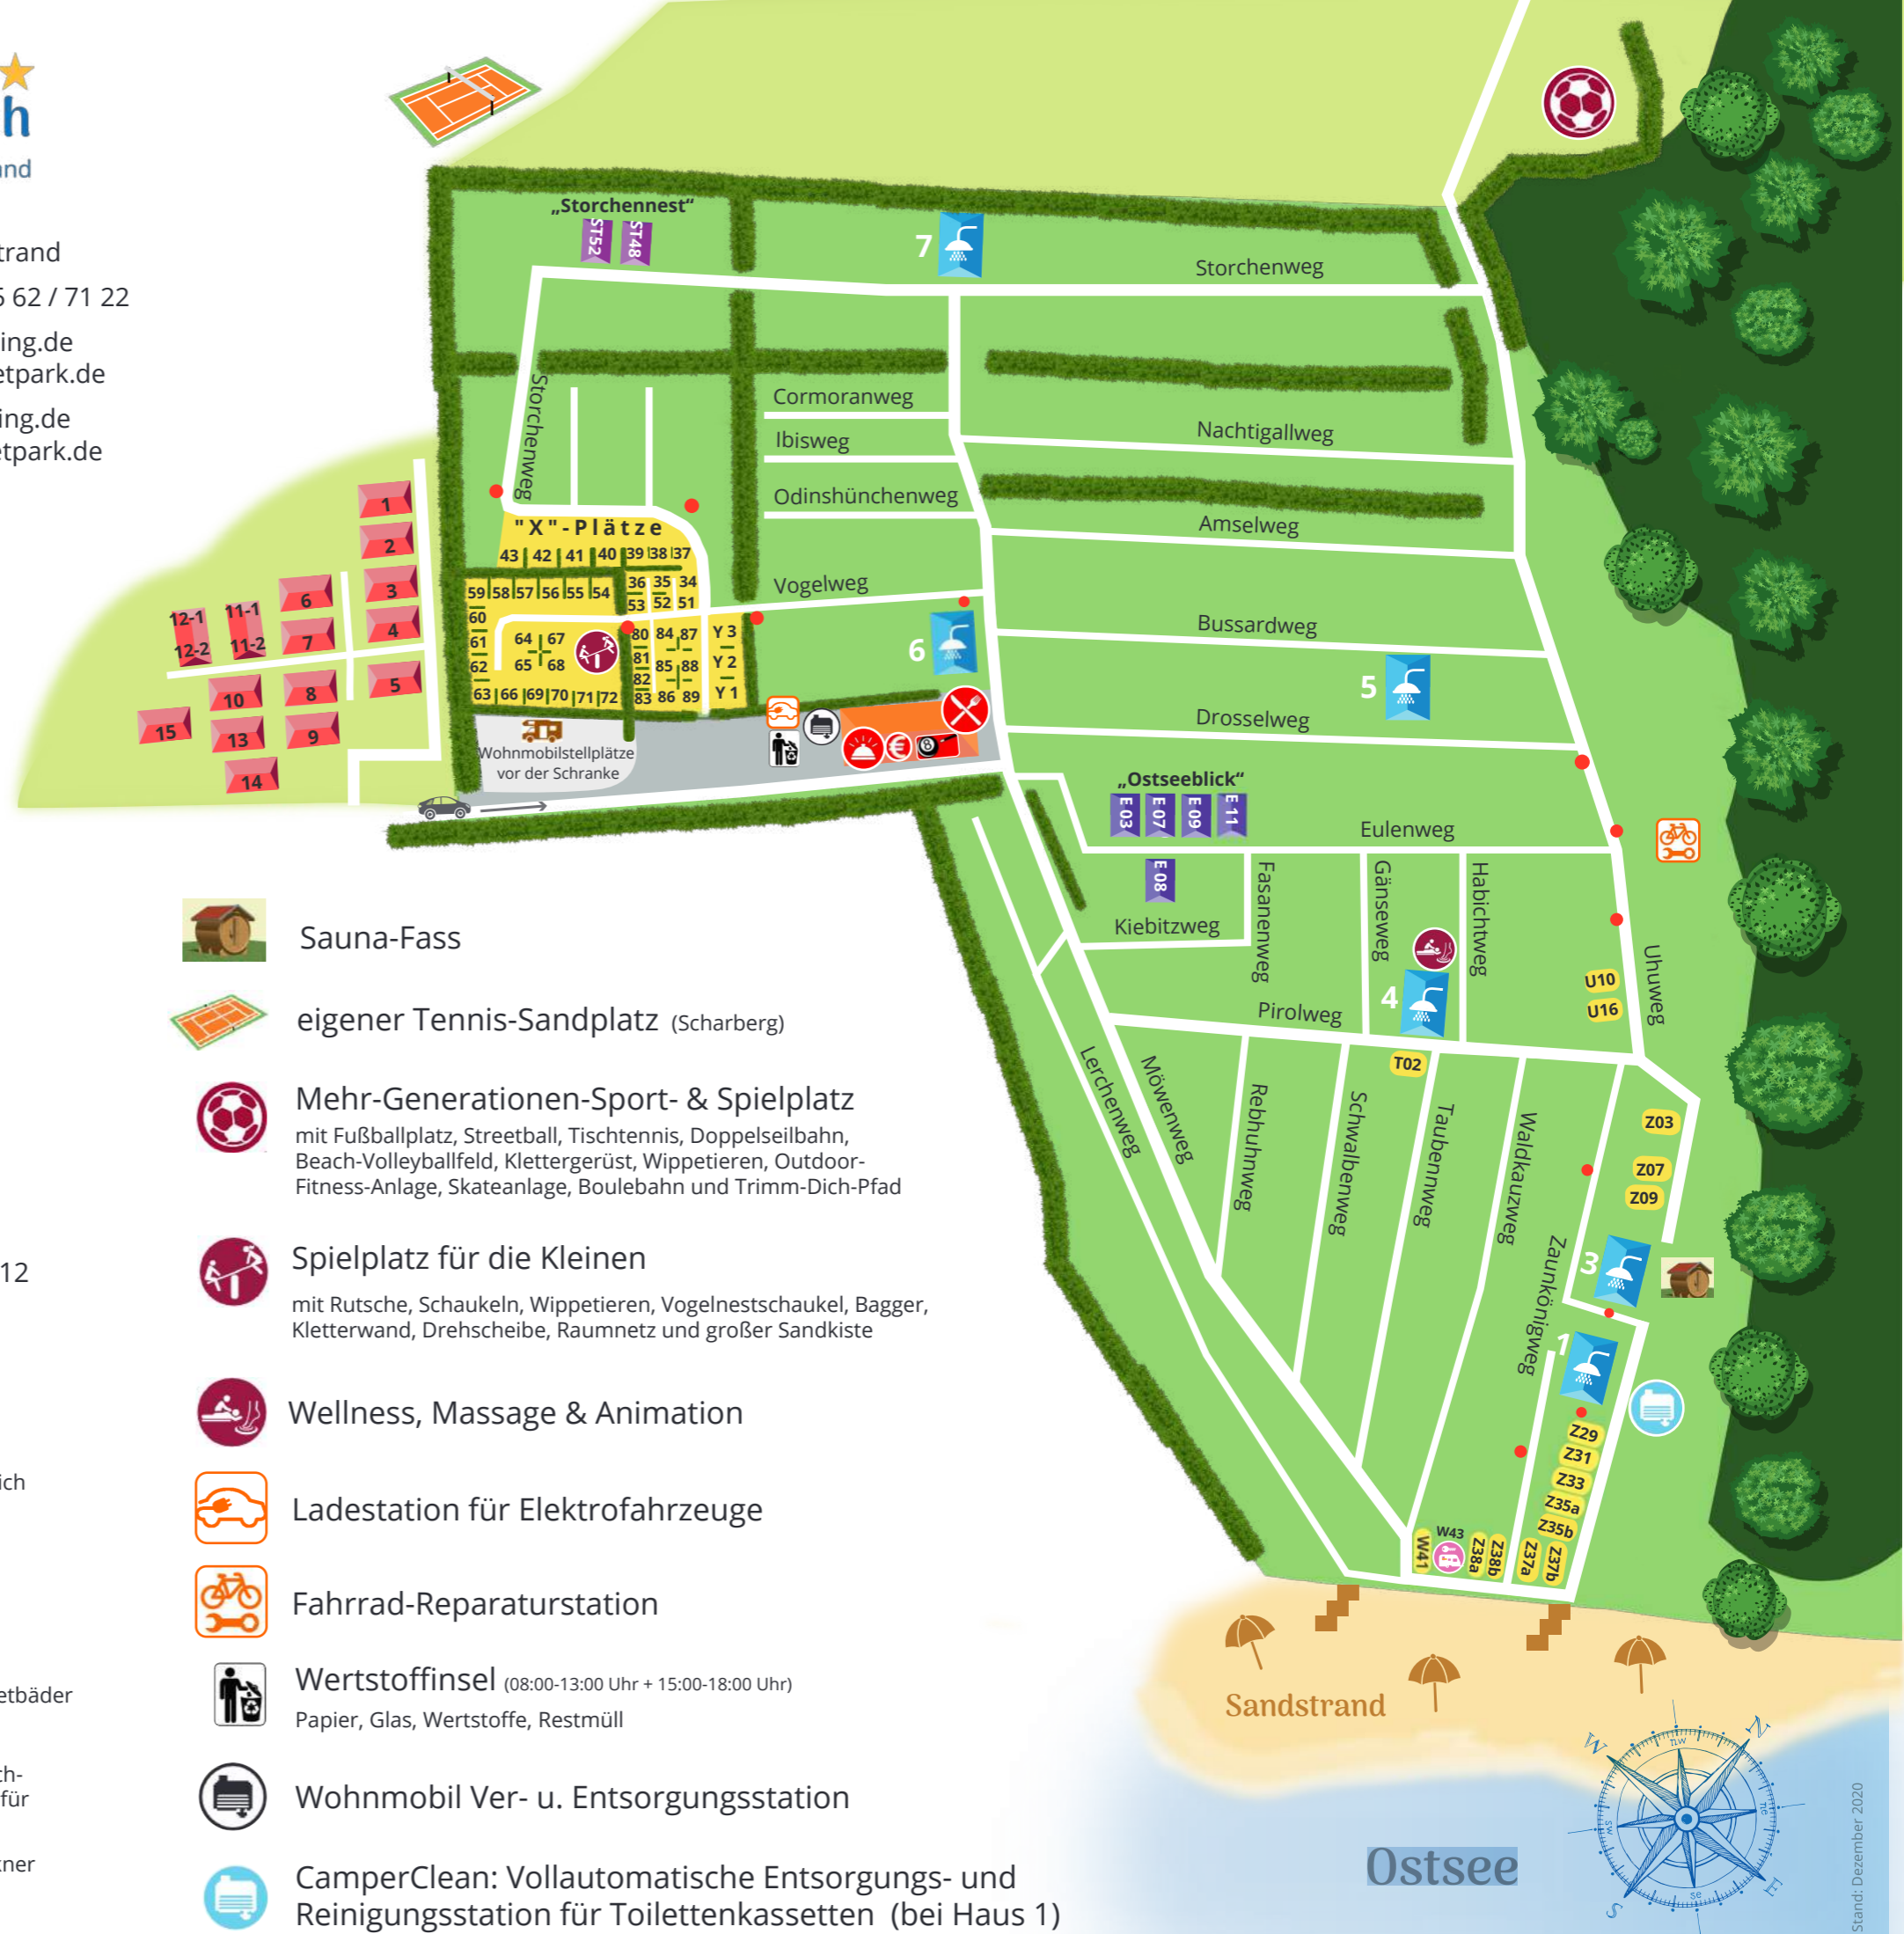 h
and
trand
5 62 / 71 22
ing.de
etpark.de
ing.de
etpark.de
12
ich
etbäder
th-
für
kner
„Storchennest“
ST52
ST48
7
Storchenweg
Storchenweg
Cormoranweg
Ibisweg
Odinshünchenweg
Vogelweg
Nachtigallweg
Amselweg
Bussardweg
Drosselweg
6
5
"X"-Plätze
43 42 41 40 39 38 37
59 58 57 56 55 54
36 35 34
53 52 51
60
61
62
64 67
65 68
63 66 69 70 71 72
80 84 87
81
82
85 88
83 86 89
Y 3
Y 2
Y 1
1
2
3
4
5
6
7
8
9
10
11-1
11-2
12-1
12-2
13
14
15
Wohnmobilstellplätze
vor der Schranke
€
8
„Ostseeblick“
E 03
E 07
E 09
E 11
E 08
Eulenweg
Kiebitzweg
Fasanenweg
Gänseweg
Habichtweg
4
Pirolweg
Uhuweg
U10
U16
T02
Lerchenweg
Möwenweg
Rebhuhnweg
Schwalbenweg
Taubenweg
Waldkauzweg
Zaunkönigweg
Z03
Z07
Z09
3
1
Z29
Z31
Z33
Z35a
Z35b
W41
W43
Z38a
Z38b
Z37a
Z37b
Sandstrand
Ostsee
N
W
S
E
nw
ne
sw
se
Stand: Dezember 2020
Sauna-Fass
eigener Tennis-Sandplatz (Scharberg)
Mehr-Generationen-Sport- & Spielplatz
mit Fußballplatz, Streetball, Tischtennis, Doppelseilbahn,
Beach-Volleyballfeld, Klettergerüst, Wippetieren, Outdoor-
Fitness-Anlage, Skateanlage, Boulebahn und Trimm-Dich-Pfad
Spielplatz für die Kleinen
mit Rutsche, Schaukeln, Wippetieren, Vogelnestschaukel, Bagger,
Kletterwand, Drehscheibe, Raumnetz und großer Sandkiste
Wellness, Massage & Animation
Ladestation für Elektrofahrzeuge
Fahrrad-Reparaturstation
Wertstoffinsel (08:00-13:00 Uhr + 15:00-18:00 Uhr)
Papier, Glas, Wertstoffe, Restmüll
Wohnmobil Ver- u. Entsorgungsstation
CamperClean: Vollautomatische Entsorgungs- und
Reinigungsstation für Toilettenkassetten (bei Haus 1)